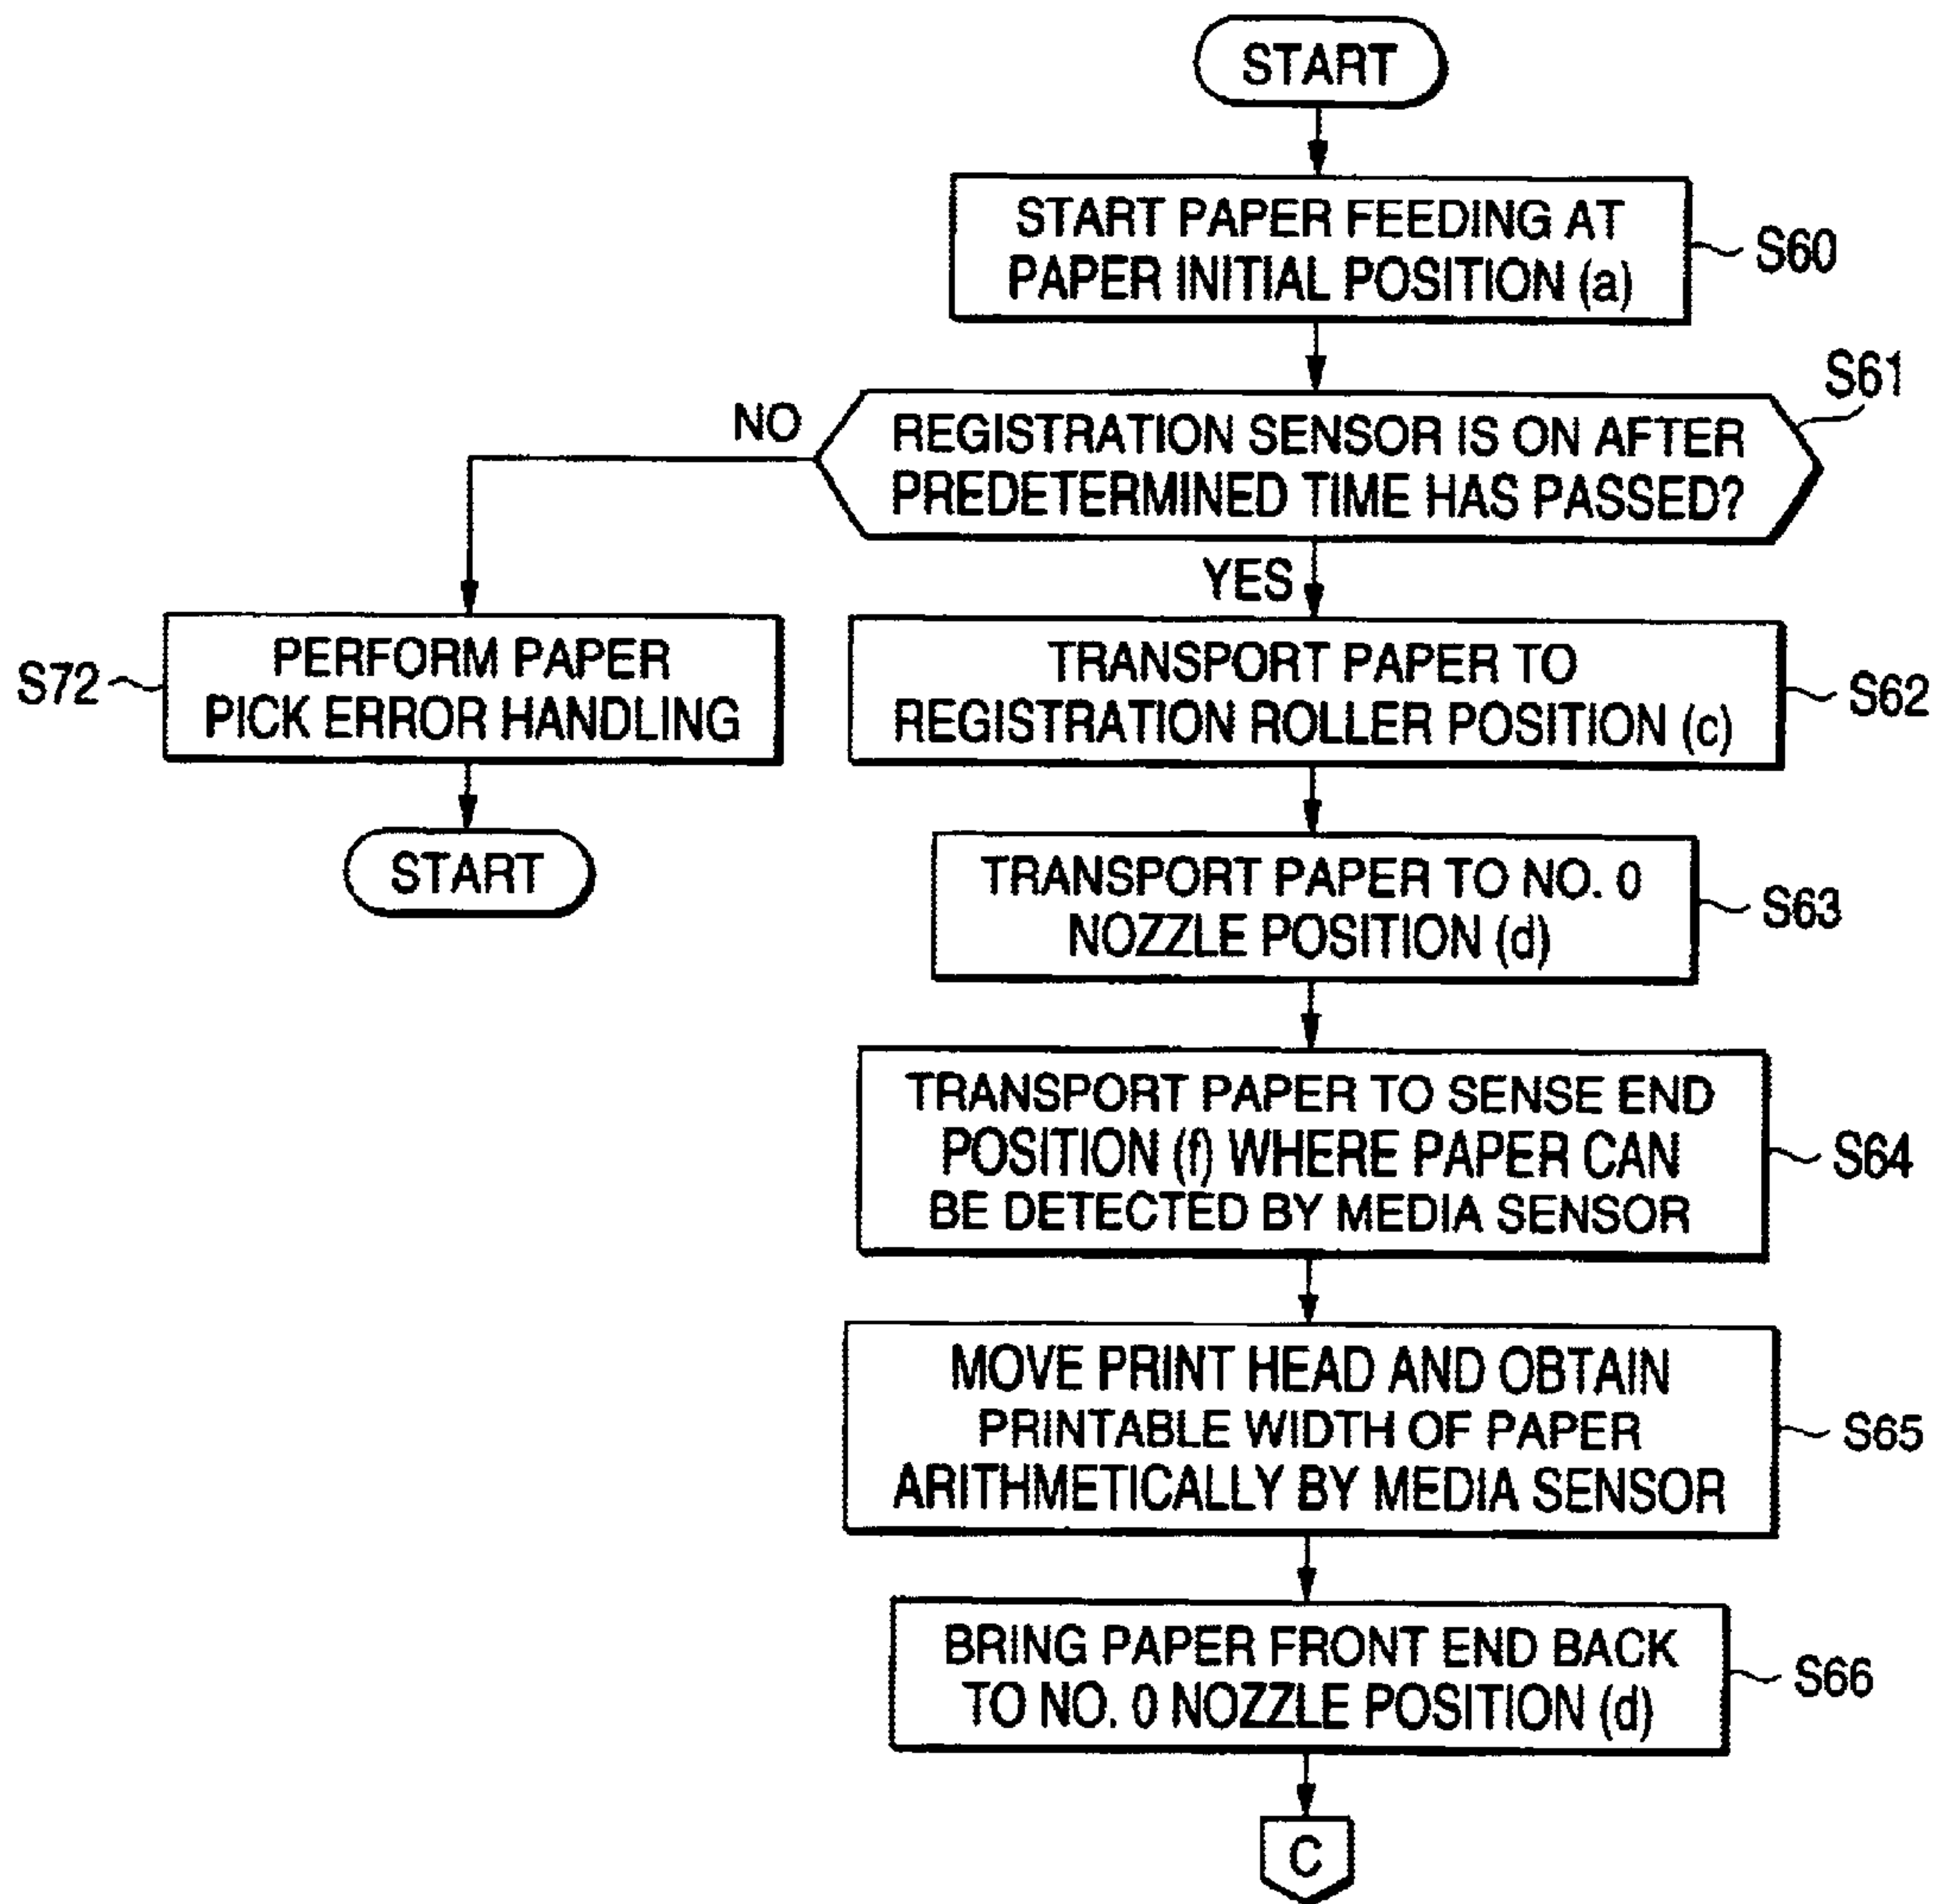 START
START PAPER FEEDING AT
PAPER INITIAL POSITION (a)
S60
S61
NO
REGISTRATION SENSOR IS ON AFTER
PREDETERMINED TIME HAS PASSED?
YES
S72
PERFORM PAPER
PICK ERROR HANDLING
START
TRANSPORT PAPER TO
REGISTRATION ROLLER POSITION (c)
S62
TRANSPORT PAPER TO NO. 0
NOZZLE POSITION (d)
S63
TRANSPORT PAPER TO SENSE END
POSITION (f) WHERE PAPER CAN
BE DETECTED BY MEDIA SENSOR
S64
MOVE PRINT HEAD AND OBTAIN
PRINTABLE WIDTH OF PAPER
ARITHMETICALLY BY MEDIA SENSOR
S65
BRING PAPER FRONT END BACK
TO NO. 0 NOZZLE POSITION (d)
S66
C